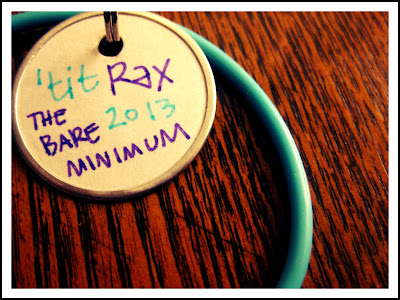 'tit Rax
THE 2013
BARE
MINIMUM